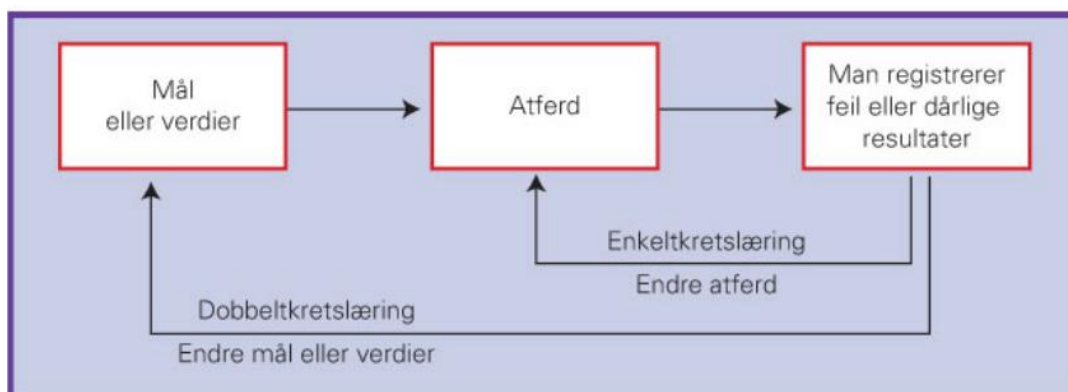 Mål
eller verdier
Atferd
Man registrerer
feil eller dårlige
resultater
Enkeltkretslæring
Endre atferd
Dobbeltkretslæring
Endre mål eller verdier